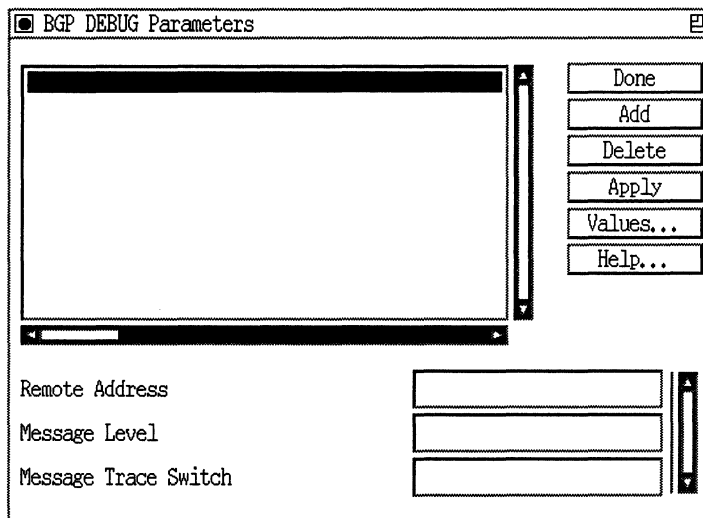 BGP DEBUG Parameters
Done
Add
Delete
Apply
Values...
Help...
Remote Address
Message Level
Message Trace Switch